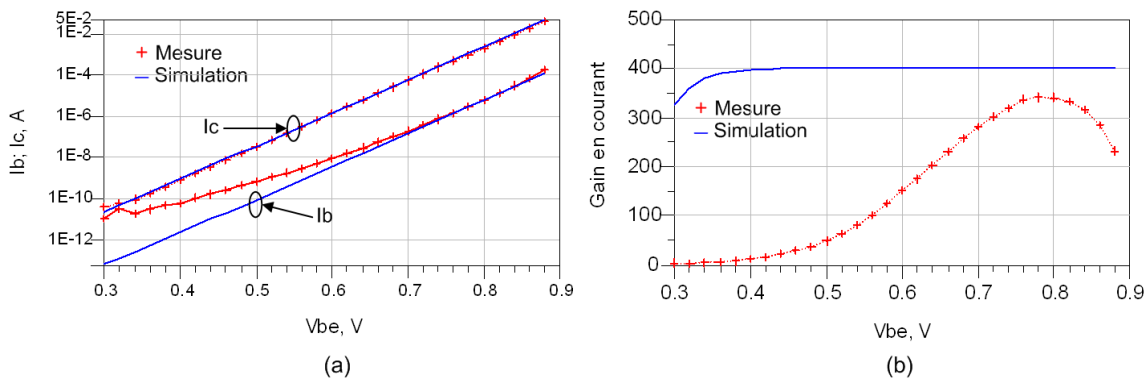 5E-2
1E-2
1E-4
1E-6
1E-8
1E-10
1E-12
Ib; Ic, A
Mesure
Simulation
Ic
Ib
0.3 0.4 0.5 0.6 0.7 0.8 0.9
Vbe, V
(a)
500
400
300
200
100
0
Gain en courant
Mesure
Simulation
0.3 0.4 0.5 0.6 0.7 0.8 0.9
Vbe, V
(b)